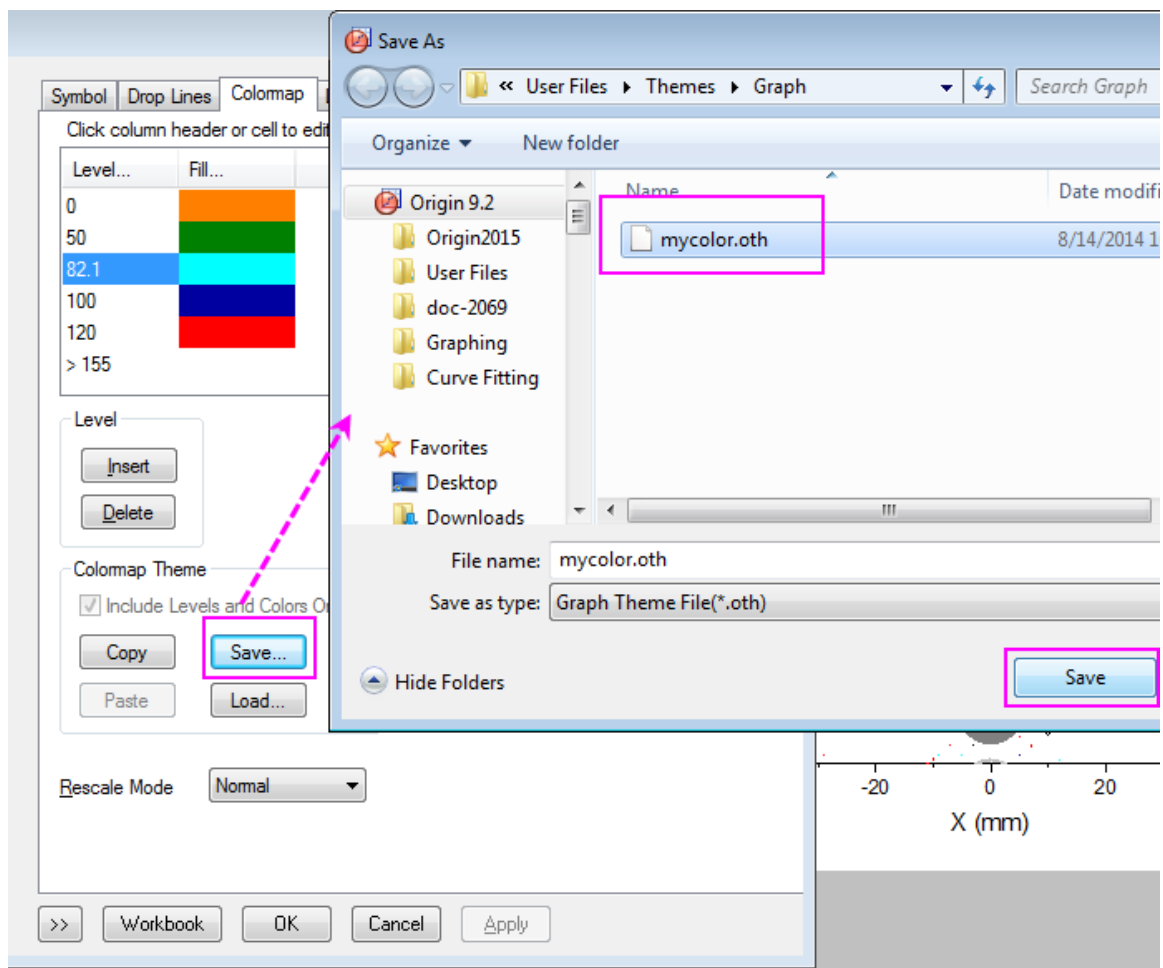 Save As
« User Files ▸ Themes ▸ Graph
Search Graph
Organize
New folder
Name
Date modifi
Origin 9.2
Origin2015
User Files
doc-2069
Graphing
Curve Fitting
Favorites
Desktop
Downloads
mycolor.oth
8/14/2014 1
File name: mycolor.oth
Save as type: Graph Theme File(*.oth)
Hide Folders
Save
Symbol
Drop Lines
Colormap
Click column header or cell to edit
Level...
Fill...
0
50
82.1
100
120
> 155
Level
Insert
Delete
Colormap Theme
Include Levels and Colors O
Copy
Save...
Paste
Load...
Rescale Mode
Normal
>>
Workbook
OK
Cancel
Apply
-20
0
20
X (mm)